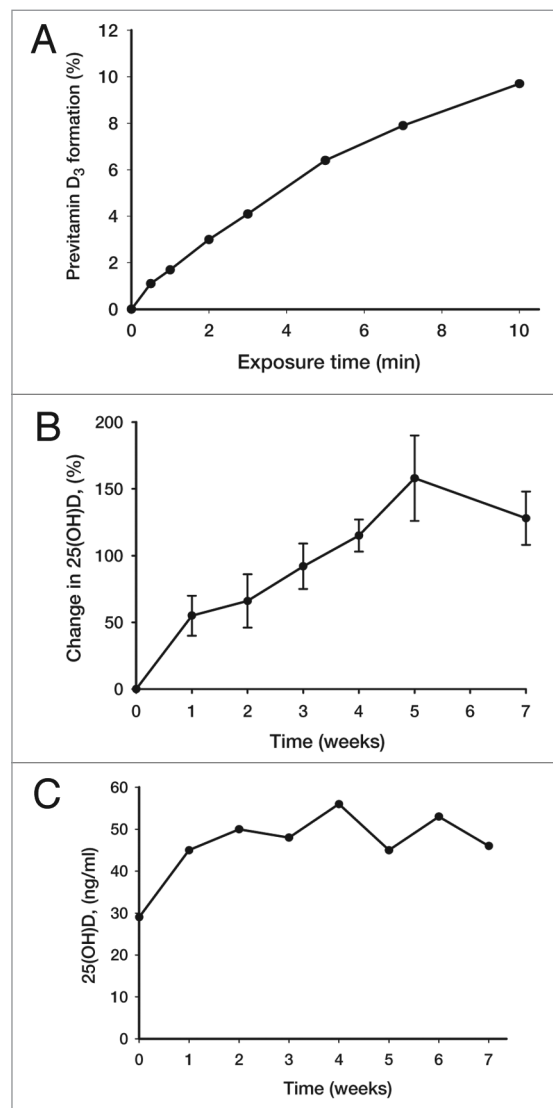 A
Previtamin D₃ formation (%)
12
10
8
6
4
2
0
0 2 4 6 8 10
Exposure time (min)
B
Change in 25(OH)D, (%)
200
150
100
50
0
0 1 2 3 4 5 6 7
Time (weeks)
C
25(OH)D, (ng/ml)
60
50
40
30
20
10
0
0 1 2 3 4 5 6 7
Time (weeks)